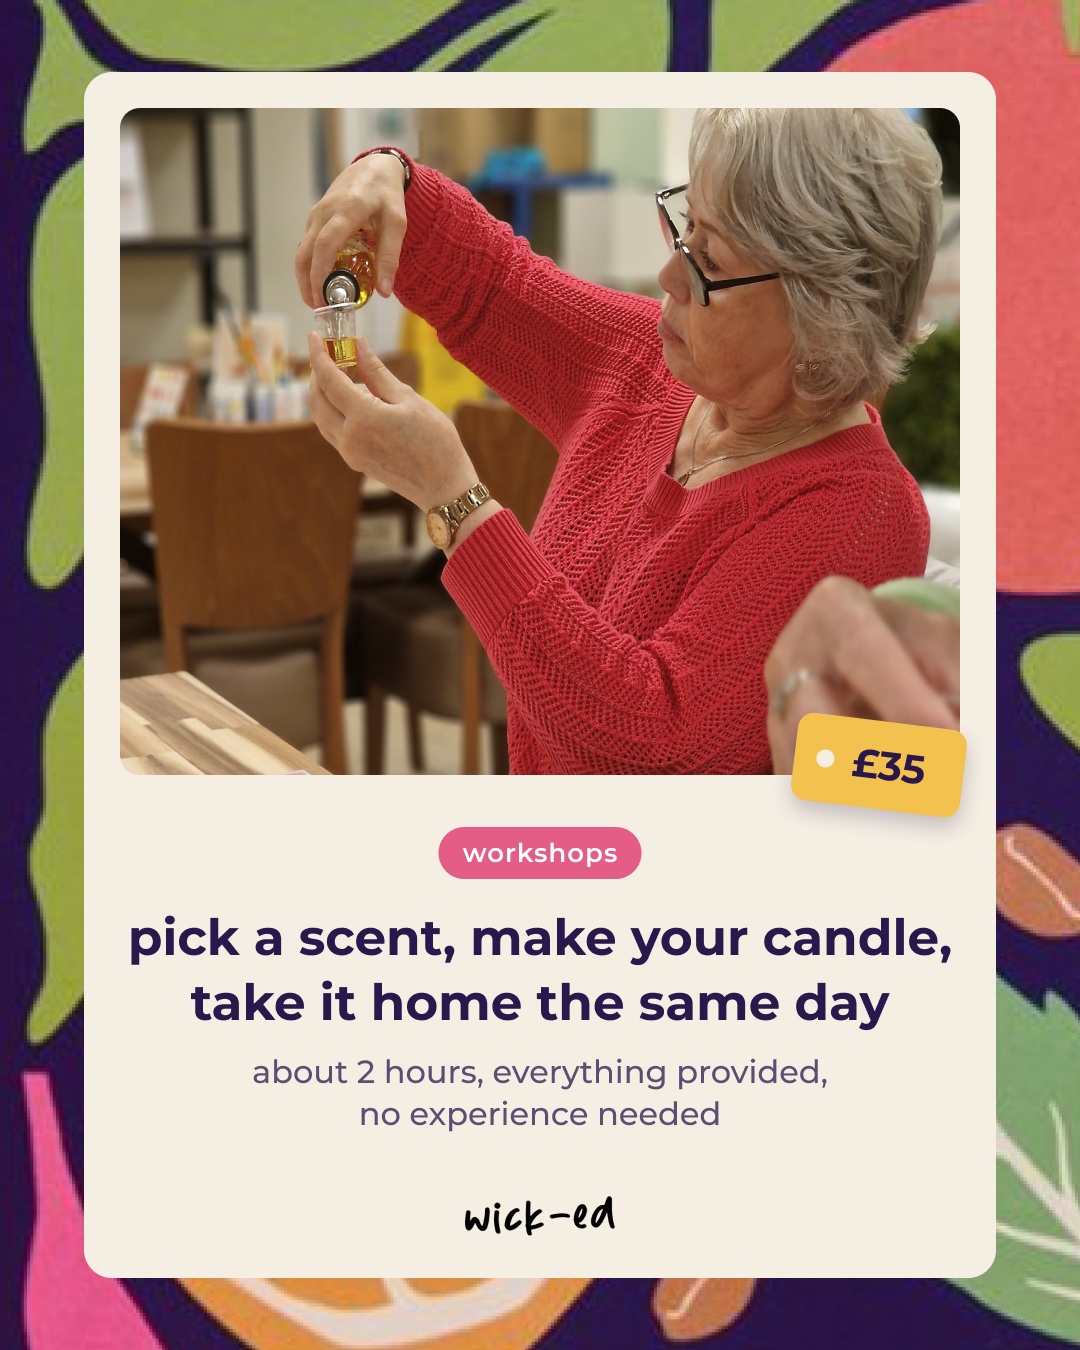 £35
workshops
pick a scent, make your candle,
take it home the same day
about 2 hours, everything provided,
no experience needed
wick-ed